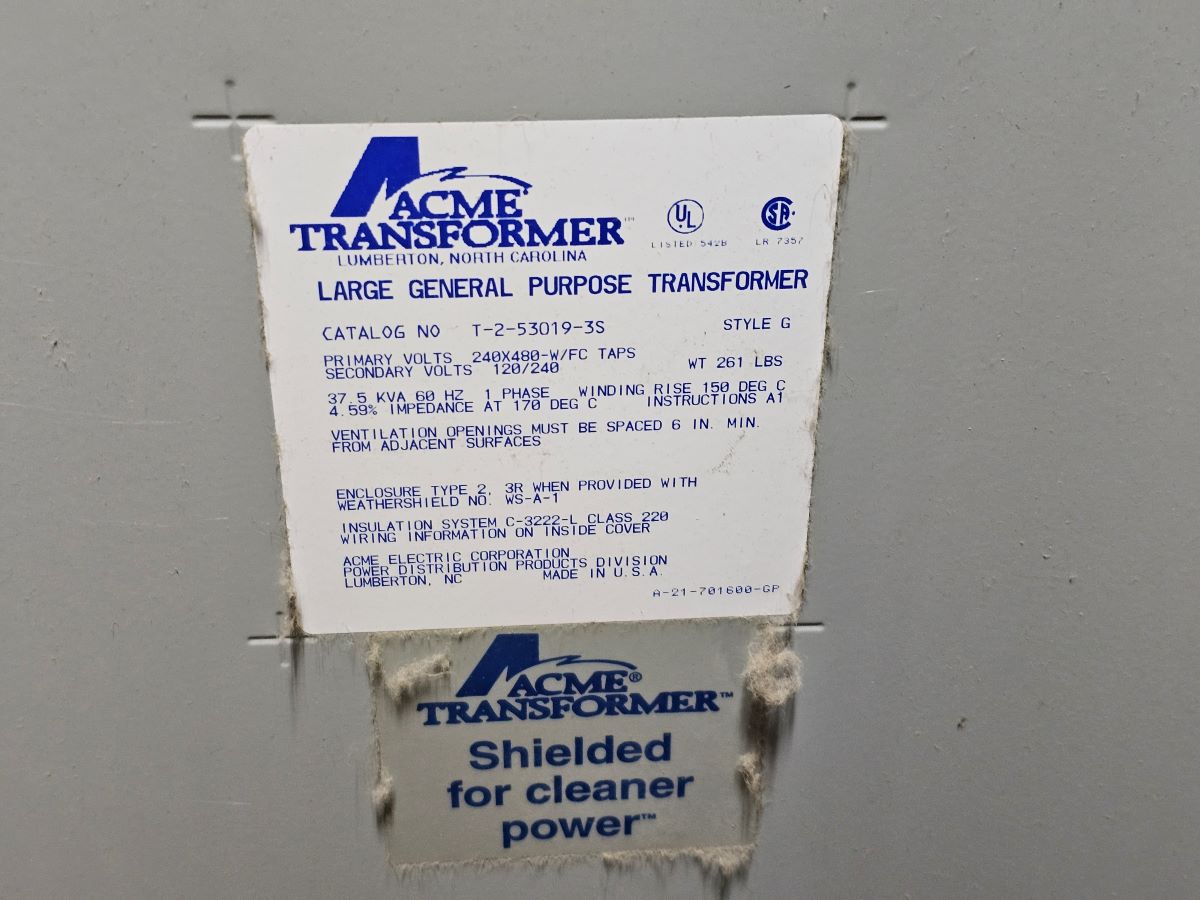 ACME
TRANSFORMER™
LUMBERTON, NORTH CAROLINA
UL
LISTED 542B
SA
LR 7357
LARGE GENERAL PURPOSE TRANSFORMER
CATALOG NO T-2-53019-3S STYLE G
PRIMARY VOLTS 240X480-W/FC TAPS
SECONDARY VOLTS 120/240 WT 261 LBS
37.5 KVA 60 HZ 1 PHASE WINDING RISE 150 DEG C
4.59% IMPEDANCE AT 170 DEG C INSTRUCTIONS A1
VENTILATION OPENINGS MUST BE SPACED 6 IN. MIN.
FROM ADJACENT SURFACES
ENCLOSURE TYPE 2, 3R WHEN PROVIDED WITH
WEATHERSHIELD NO. WS-A-1
INSULATION SYSTEM C-3222-L CLASS 220
WIRING INFORMATION ON INSIDE COVER
ACME ELECTRIC CORPORATION
POWER DISTRIBUTION PRODUCTS DIVISION
LUMBERTON, NC MADE IN U.S.A.
A-21-701600-GP
ACME®
TRANSFORMER™
Shielded
for cleaner
power™